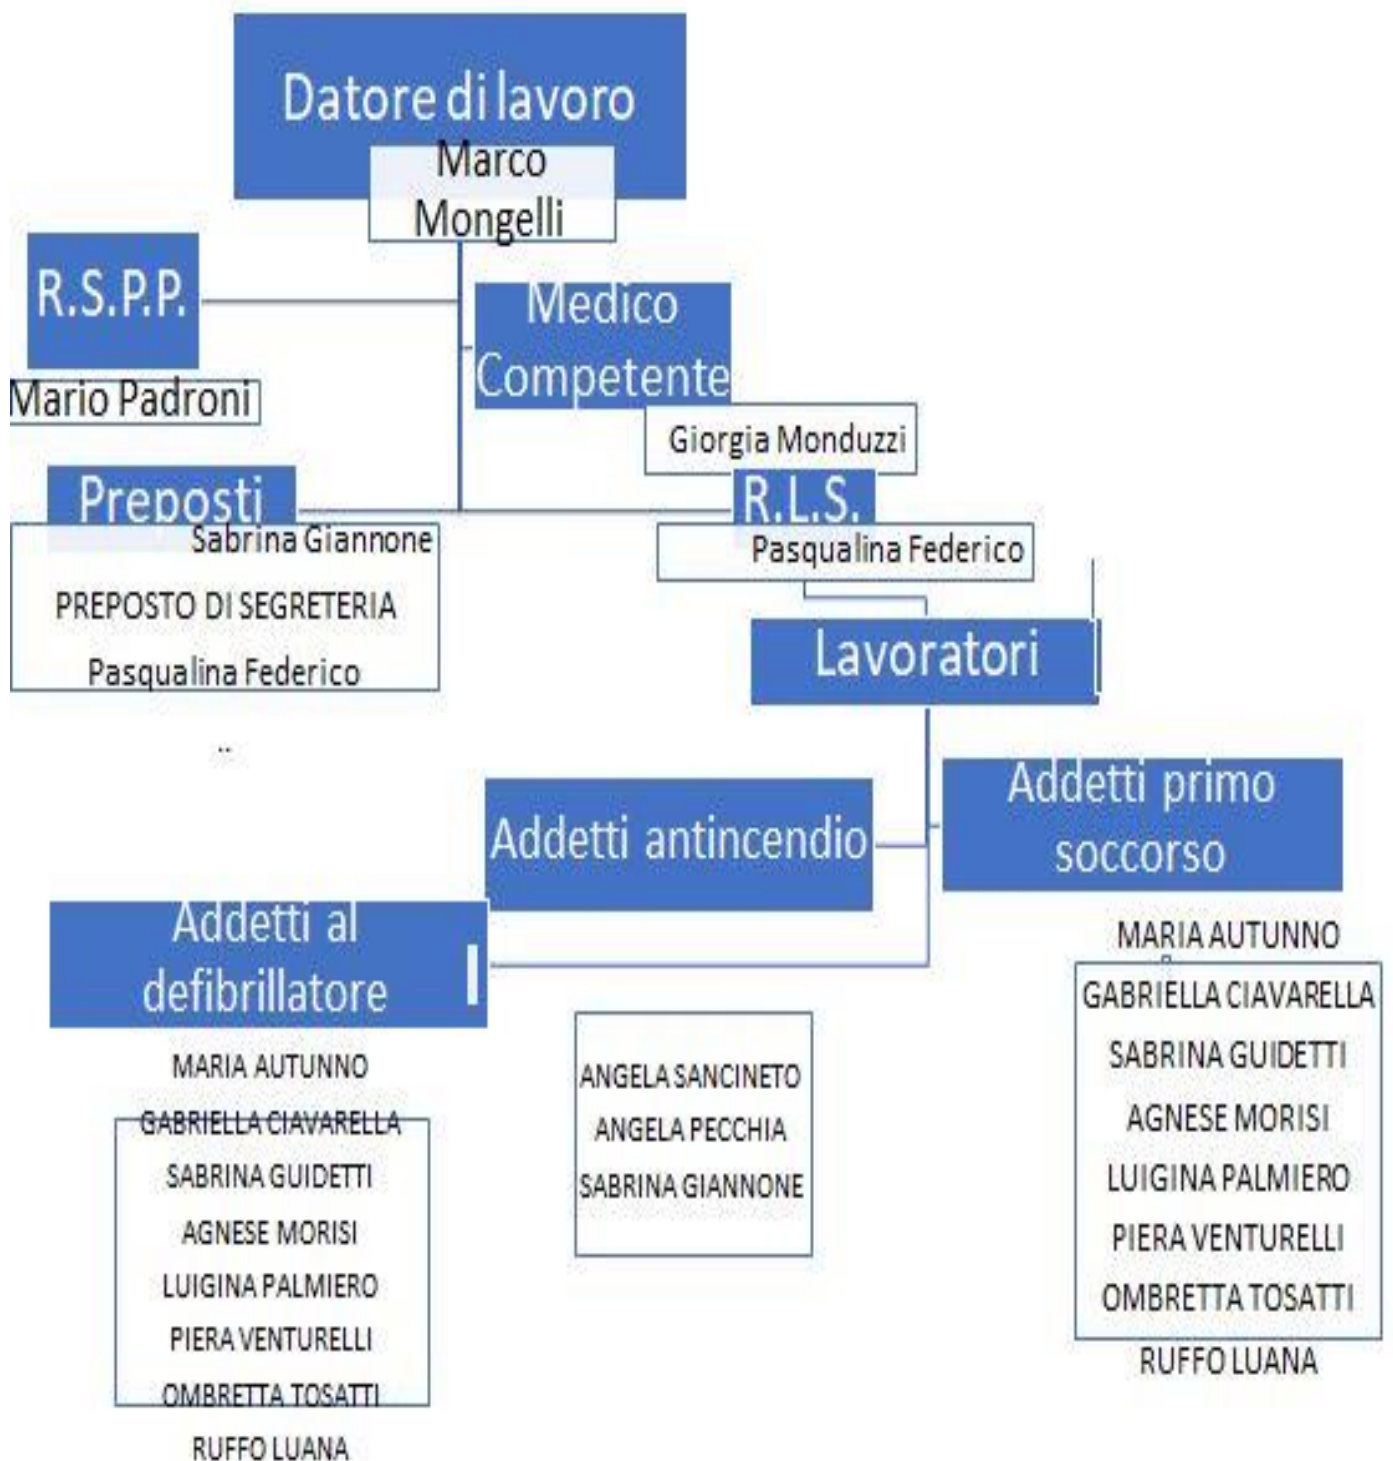 Datore di lavoro
Marco
Mongelli
R.S.P.P.
Mario Padroni
Medico
Competente
Giorgia Monduzzi
Preposti
Sabrina Giannone
PREPOSTO DI SEGRETERIA
Pasqualina Federico
..
R.L.S.
Pasqualina Federico
Lavoratori
Addetti antincendio
ANGELA SANCINETO
ANGELA PECCHIA
SABRINA GIANNONE
Addetti primo
soccorso
MARIA AUTUNNO
GABRIELLA CIAVARELLA
SABRINA GUIDETTI
AGNESE MORISI
LUIGINA PALMIERO
PIERA VENTURELLI
OMBRETTA TOSATTI
RUFFO LUANA
Addetti al
defibrillatore
MARIA AUTUNNO
GABRIELLA CIAVARELLA
SABRINA GUIDETTI
AGNESE MORISI
LUIGINA PALMIERO
PIERA VENTURELLI
OMBRETTA TOSATTI
RUFFO LUANA